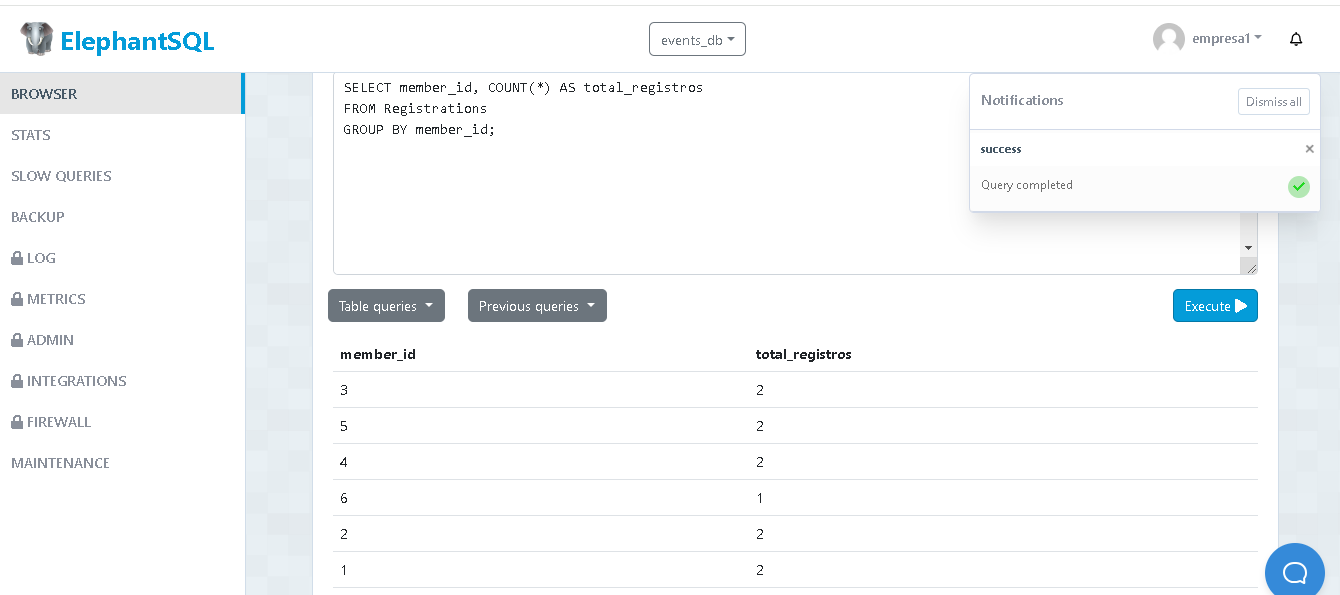 ElephantSQL
events_db
empresa1
BROWSER
STATS
SLOW QUERIES
BACKUP
LOG
METRICS
ADMIN
INTEGRATIONS
FIREWALL
MAINTENANCE
SELECT member_id, COUNT(*) AS total_registros
FROM Registrations
GROUP BY member_id;
Notifications
Dismiss all
success ×
Query completed
Table queries
Previous queries
Execute
member_id total_registros
3 2
5 2
4 2
6 1
2 2
1 2